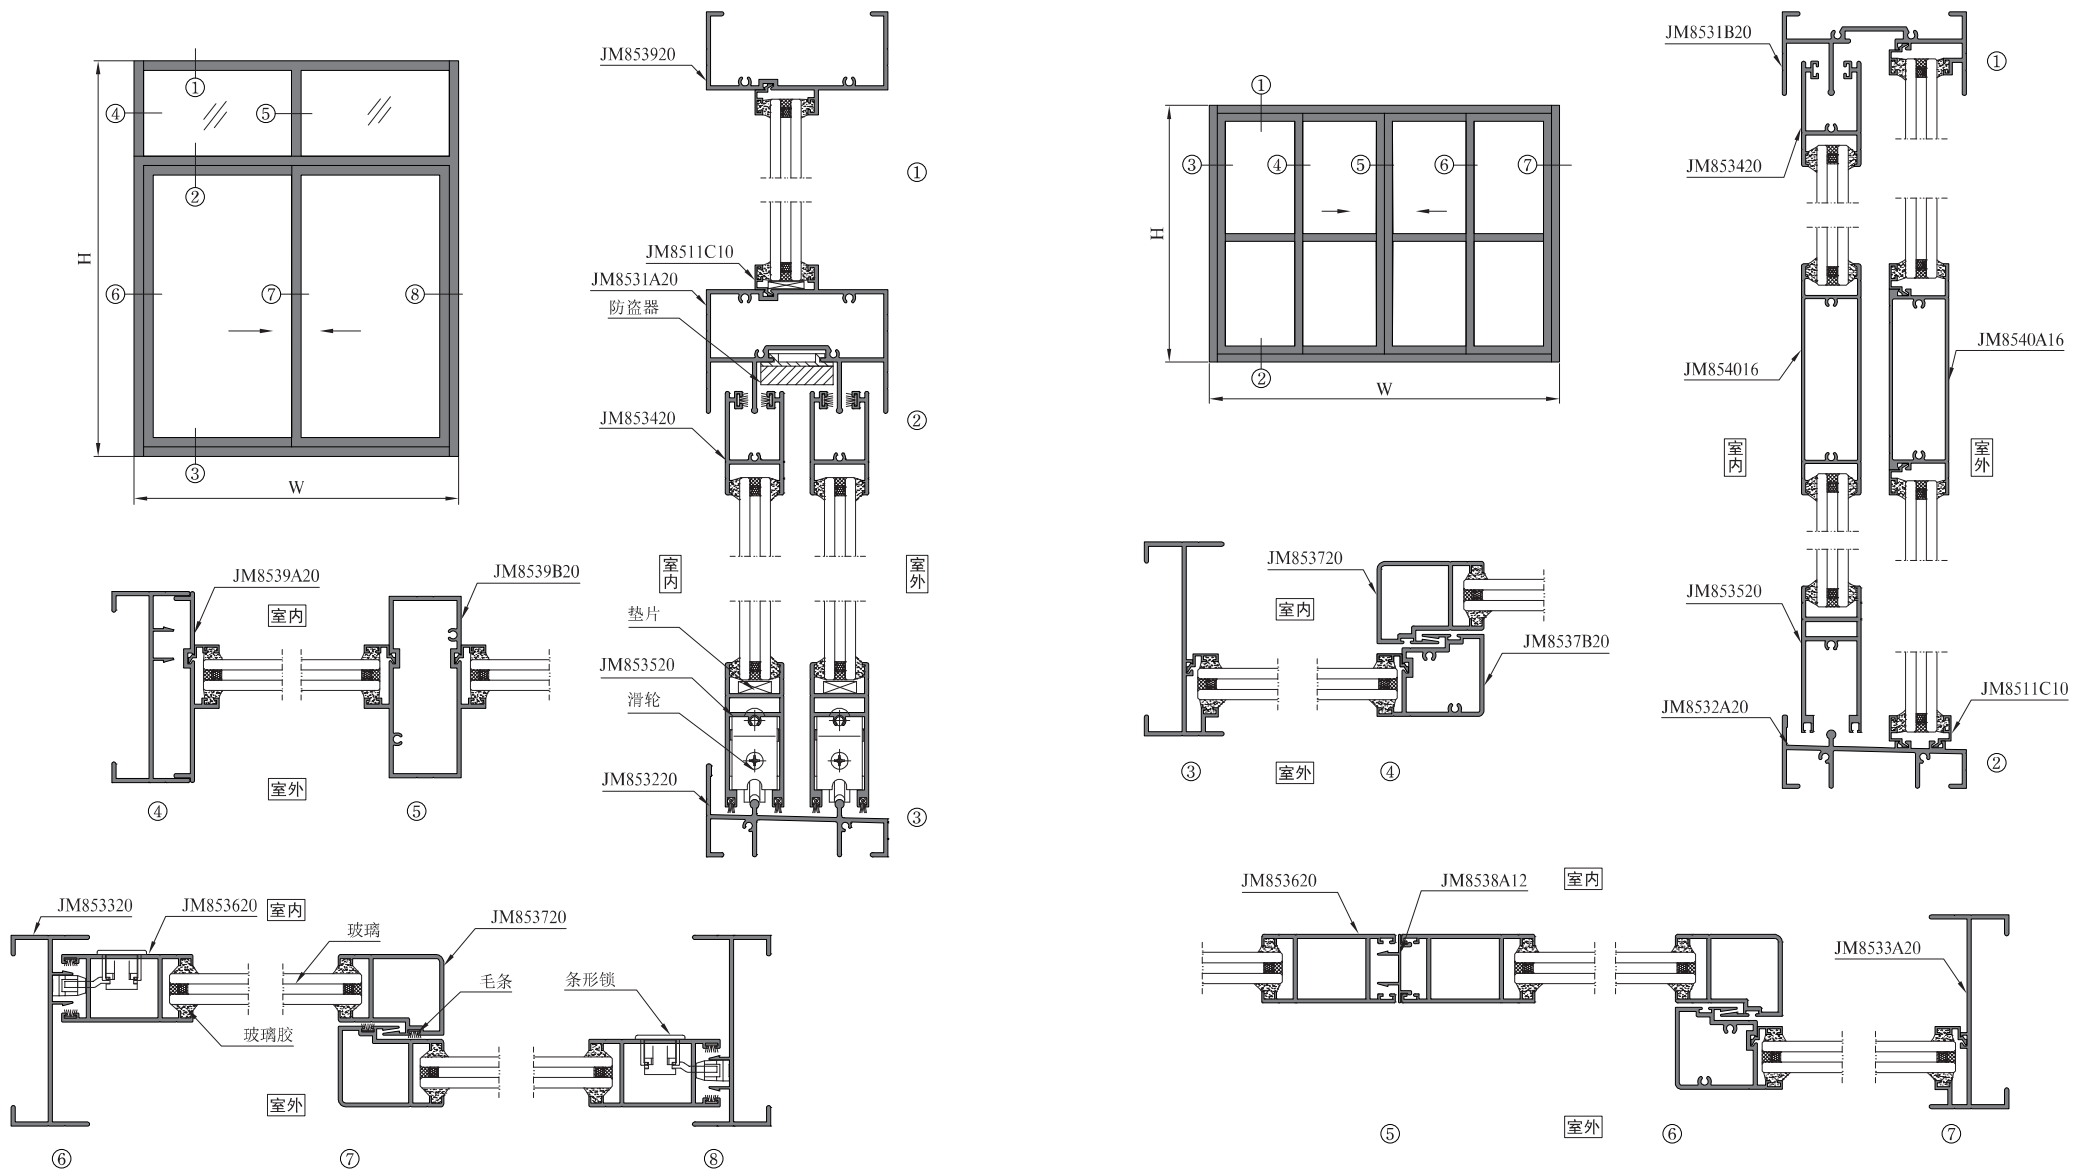 ①
④
⑤
②
H
⑥
⑦
⑧
③
W
JM853920
①
JM8511C10
JM8531A20
防盗器
②
JM853420
室内
室外
垫片
JM853520
滑轮
JM853220
③
JM8539A20
室内
JM8539B20
室外
④
⑤
JM853320
JM853620
室内
玻璃
JM853720
毛条
条形锁
玻璃胶
室外
⑥
⑦
⑧
①
③
④
⑤
⑥
⑦
H
②
W
JM8531B20
①
JM853420
JM854016
JM8540A16
室内
室外
JM853520
JM8511C10
JM8532A20
②
JM853720
室内
JM8537B20
③
室外
④
JM853620
JM8538A12
室内
JM8533A20
⑤
室外
⑥
⑦